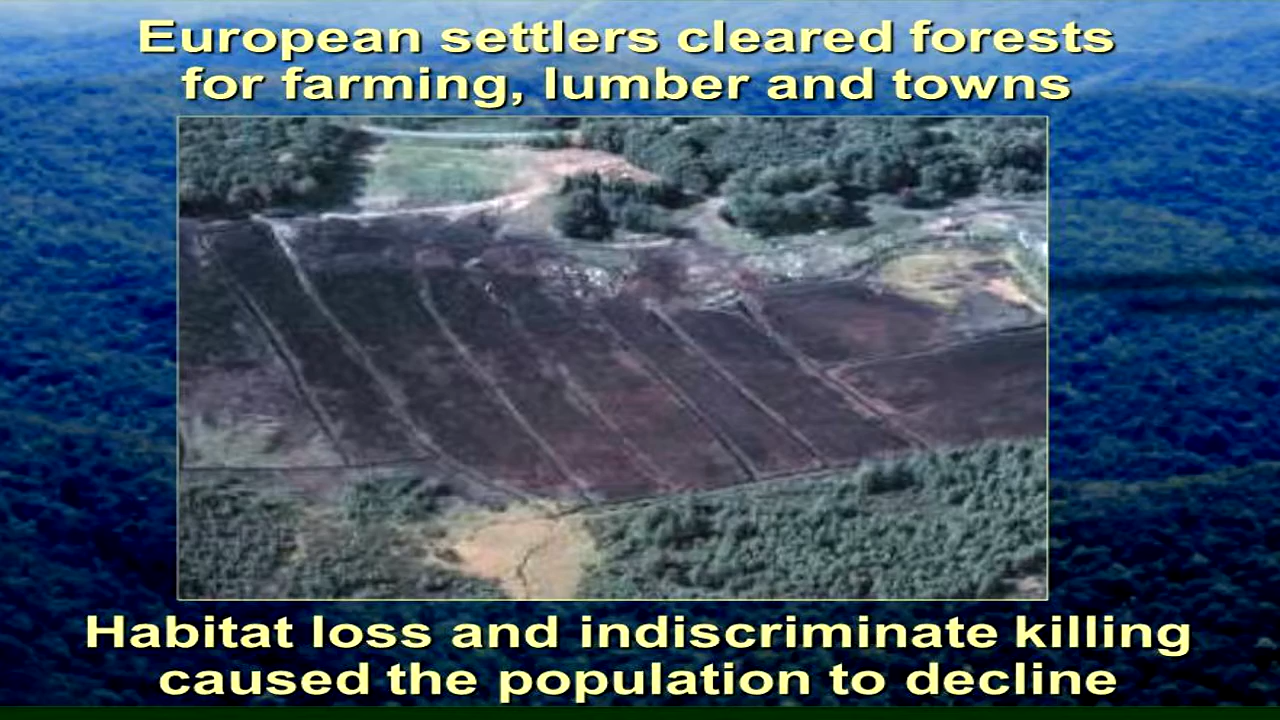 European settlers cleared forests
for farming, lumber and towns
Habitat loss and indiscriminate killing
caused the population to decline